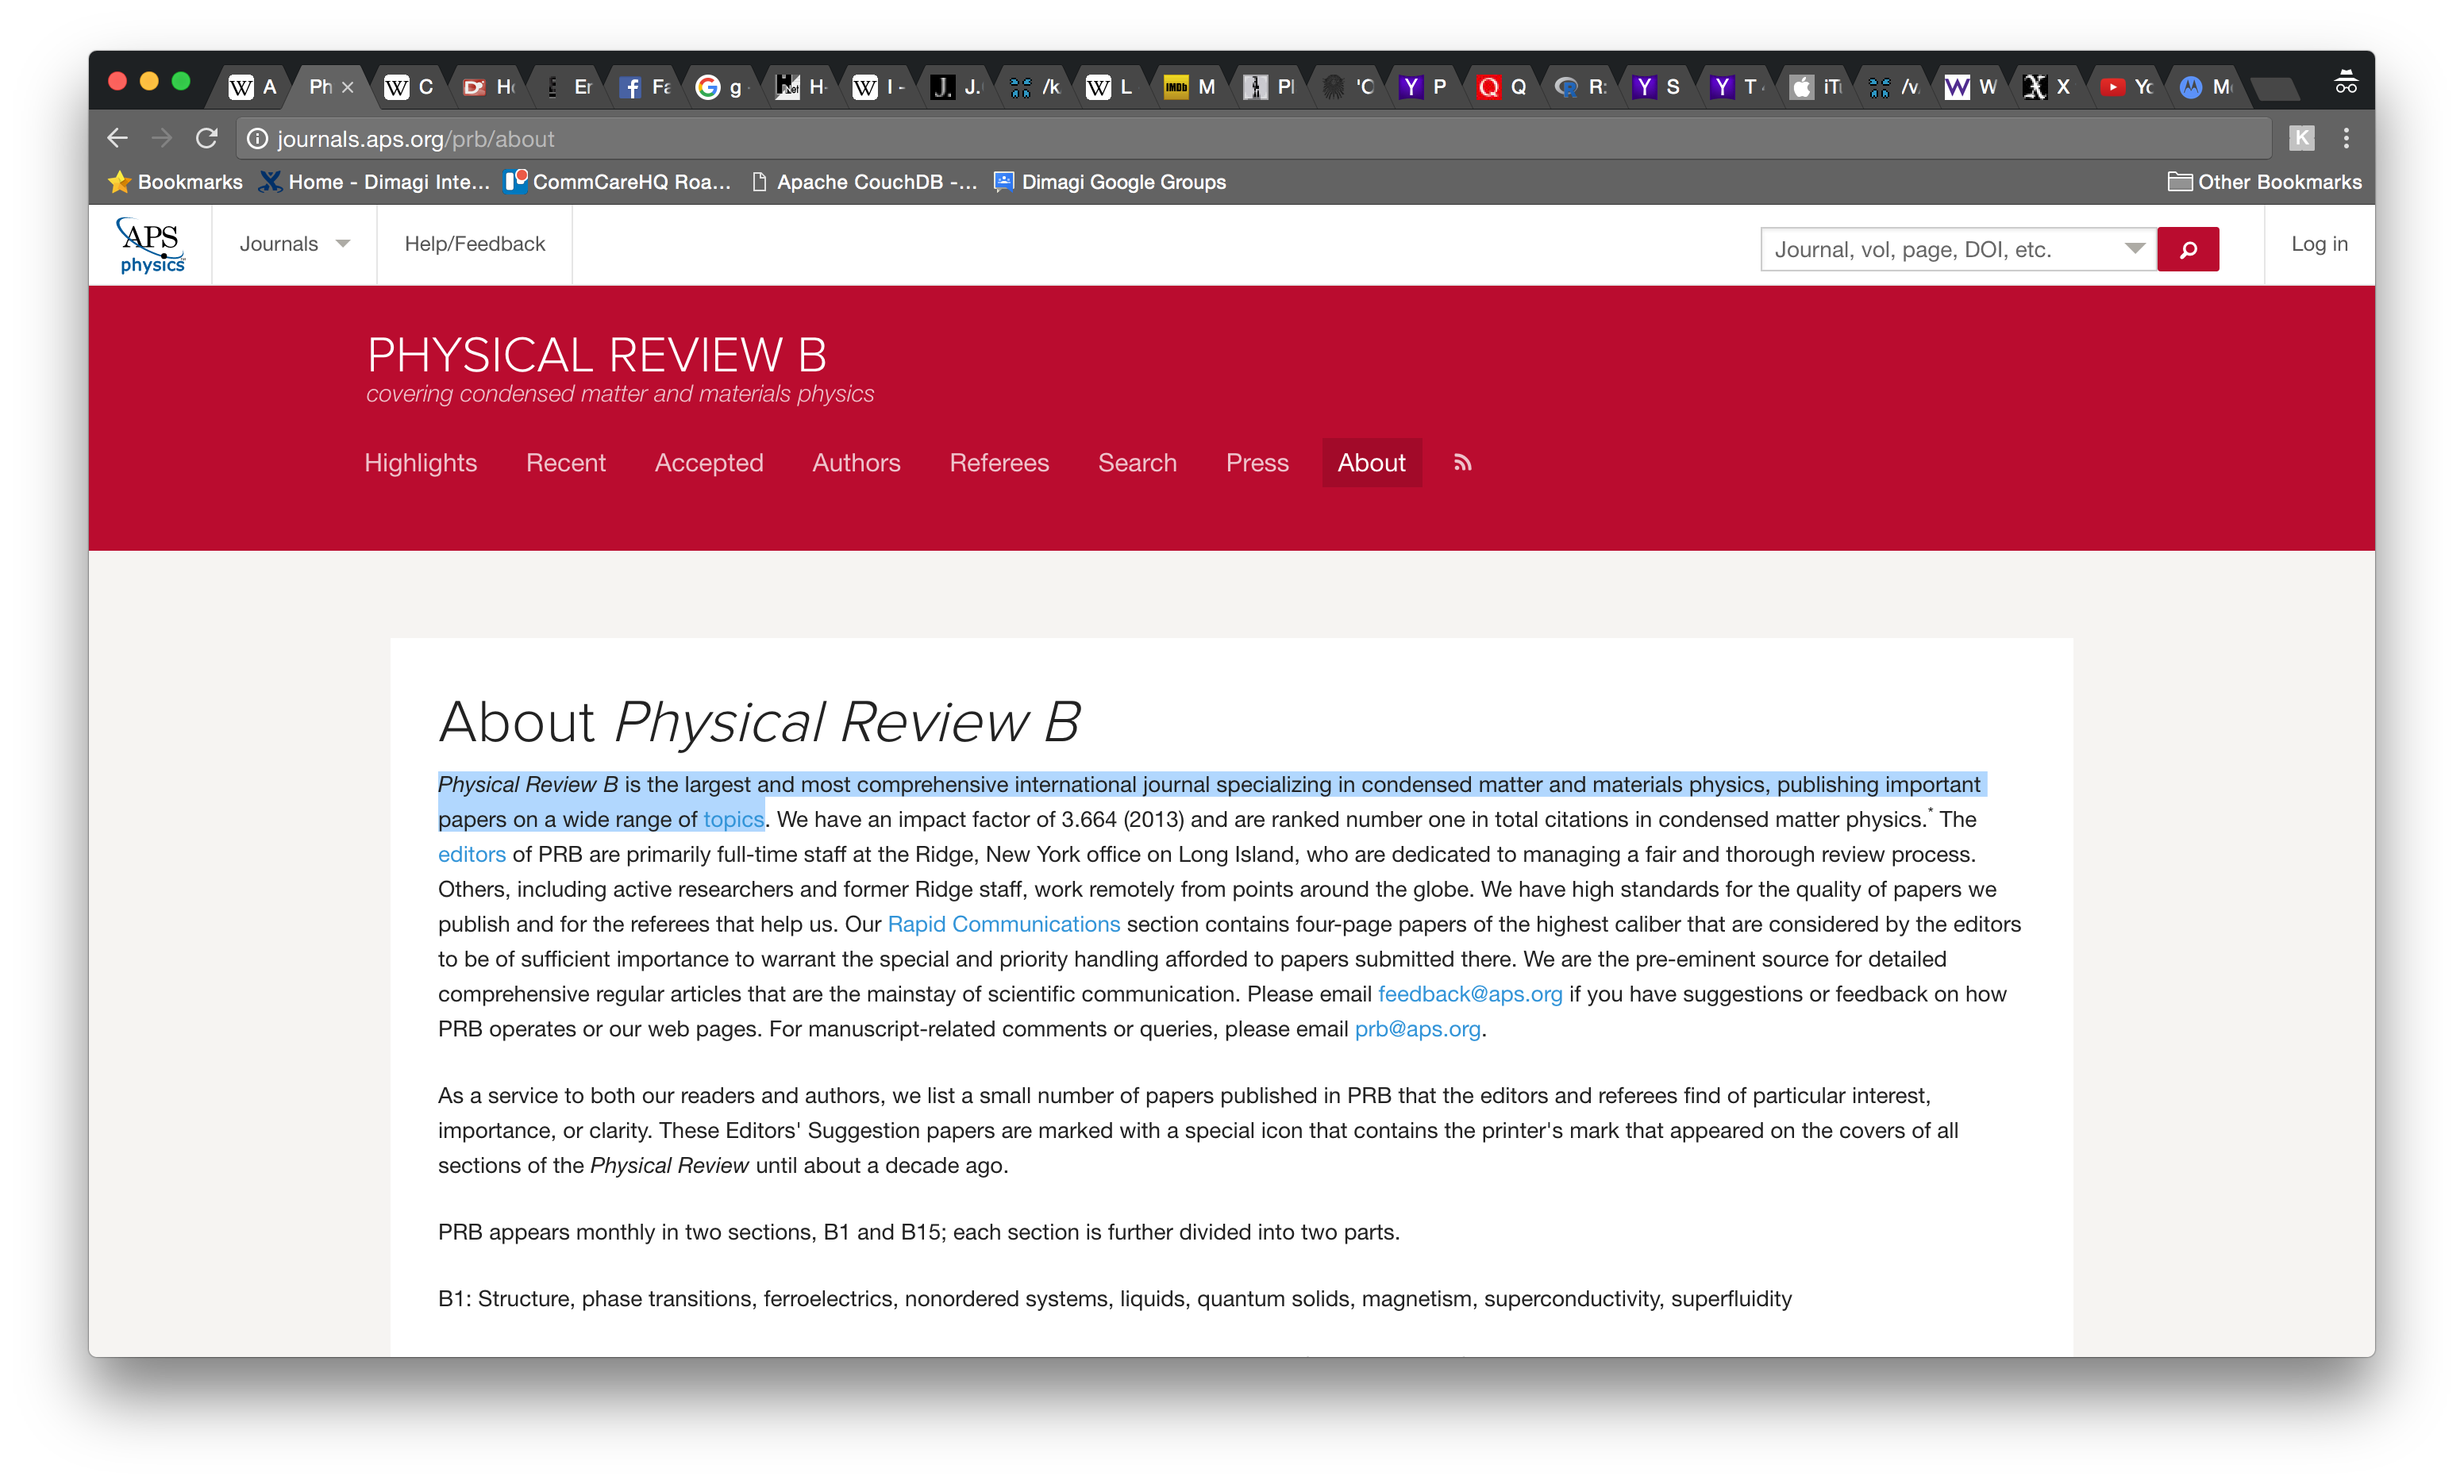 A Ph C Ho Er Fa g H- I - J. /k L M Pl 'O P Q R: S T iTu /v W X Yo Mo
journals.aps.org/prb/about K
Bookmarks Home - Dimagi Inte... CommCareHQ Roa... Apache CouchDB -... Dimagi Google Groups Other Bookmarks
APS physics Journals Help/Feedback Journal, vol, page, DOI, etc. Log in
PHYSICAL REVIEW B
covering condensed matter and materials physics
Highlights Recent Accepted Authors Referees Search Press About
About Physical Review B
Physical Review B is the largest and most comprehensive international journal specializing in condensed matter and materials physics, publishing important
papers on a wide range of topics. We have an impact factor of 3.664 (2013) and are ranked number one in total citations in condensed matter physics.* The
editors of PRB are primarily full-time staff at the Ridge, New York office on Long Island, who are dedicated to managing a fair and thorough review process.
Others, including active researchers and former Ridge staff, work remotely from points around the globe. We have high standards for the quality of papers we
publish and for the referees that help us. Our Rapid Communications section contains four-page papers of the highest caliber that are considered by the editors
to be of sufficient importance to warrant the special and priority handling afforded to papers submitted there. We are the pre-eminent source for detailed
comprehensive regular articles that are the mainstay of scientific communication. Please email feedback@aps.org if you have suggestions or feedback on how
PRB operates or our web pages. For manuscript-related comments or queries, please email prb@aps.org.
As a service to both our readers and authors, we list a small number of papers published in PRB that the editors and referees find of particular interest,
importance, or clarity. These Editors' Suggestion papers are marked with a special icon that contains the printer's mark that appeared on the covers of all
sections of the Physical Review until about a decade ago.
PRB appears monthly in two sections, B1 and B15; each section is further divided into two parts.
B1: Structure, phase transitions, ferroelectrics, nonordered systems, liquids, quantum solids, magnetism, superconductivity, superfluidity